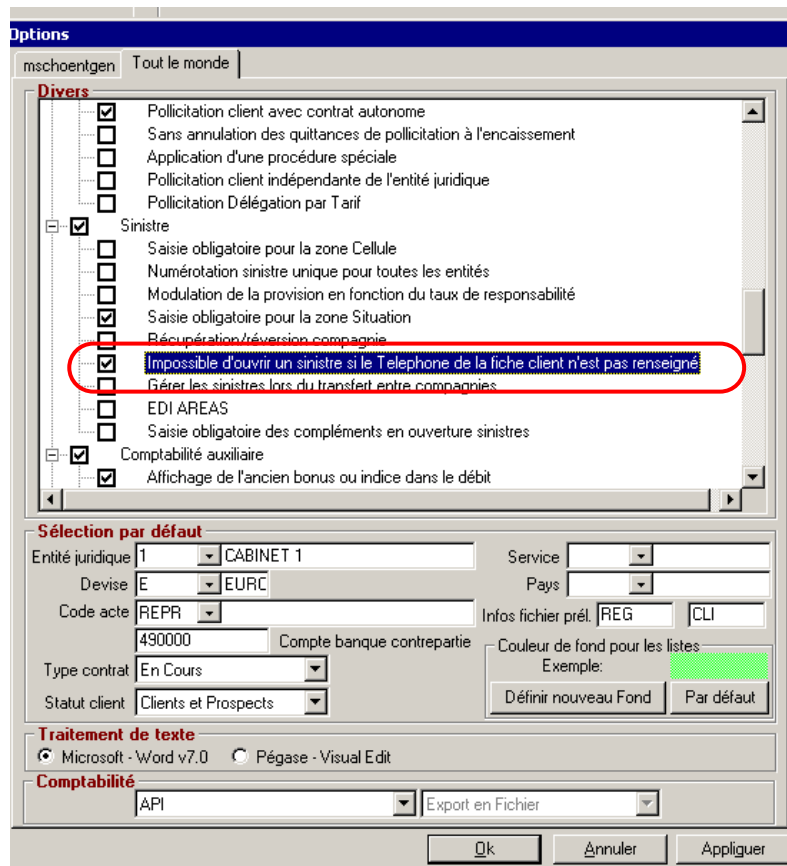 Options
mschoentgen Tout le monde
Divers
Pollicitation client avec contrat autonome
Sans annulation des quittances de pollicitation à l'encaissement
Application d'une procédure spéciale
Pollicitation client indépendante de l'entité juridique
Pollicitation Délégation par Tarif
Sinistre
Saisie obligatoire pour la zone Cellule
Numérotation sinistre unique pour toutes les entités
Modulation de la provision en fonction du taux de responsabilité
Saisie obligatoire pour la zone Situation
Récupération/réversion compagnie
Impossible d'ouvrir un sinistre si le Telephone de la fiche client n'est pas renseigné
Gérer les sinistres lors du transfert entre compagnies
EDI AREAS
Saisie obligatoire des compléments en ouverture sinistres
Comptabilité auxiliaire
Affichage de l'ancien bonus ou indice dans le débit
Sélection par défaut
Entité juridique 1 CABINET 1 Service
Devise E EURO Pays
Code acte REPR Infos fichier prél. REG CLI
490000 Compte banque contrepartie
Couleur de fond pour les listes
Exemple:
Type contrat En Cours
Définir nouveau Fond Par défaut
Statut client Clients et Prospects
Traitement de texte
Microsoft - Word v7.0 Pégase - Visual Edit
Comptabilité
API Export en Fichier
Ok Annuler Appliquer